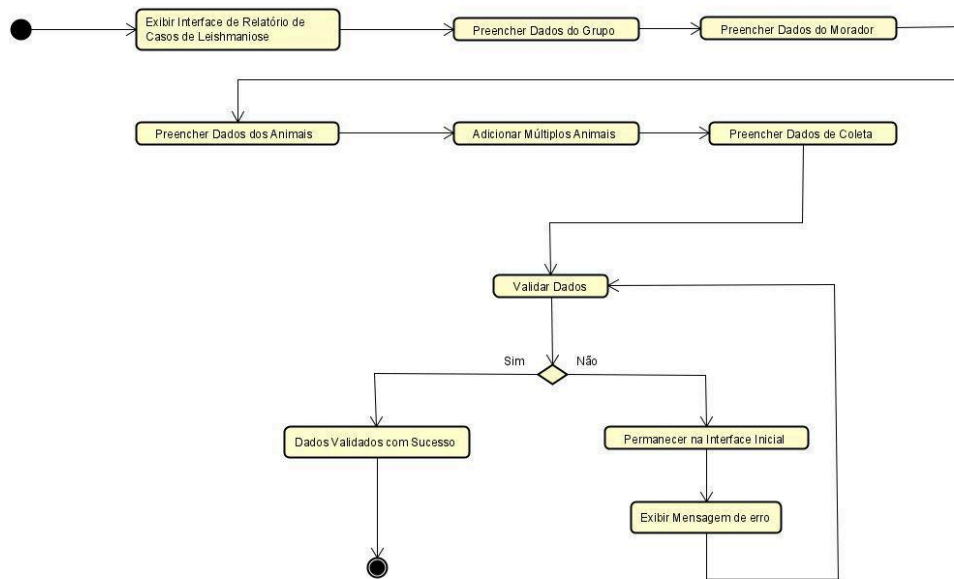 Exibir Interface de Relatório de
Casos de Leishmaniose
Preencher Dados do Grupo
Preencher Dados do Morador
Preencher Dados dos Animais
Adicionar Múltiplos Animais
Preencher Dados de Coleta
Validar Dados
Sim
Não
Dados Validados com Sucesso
Permanecer na Interface Inicial
Exibir Mensagem de erro